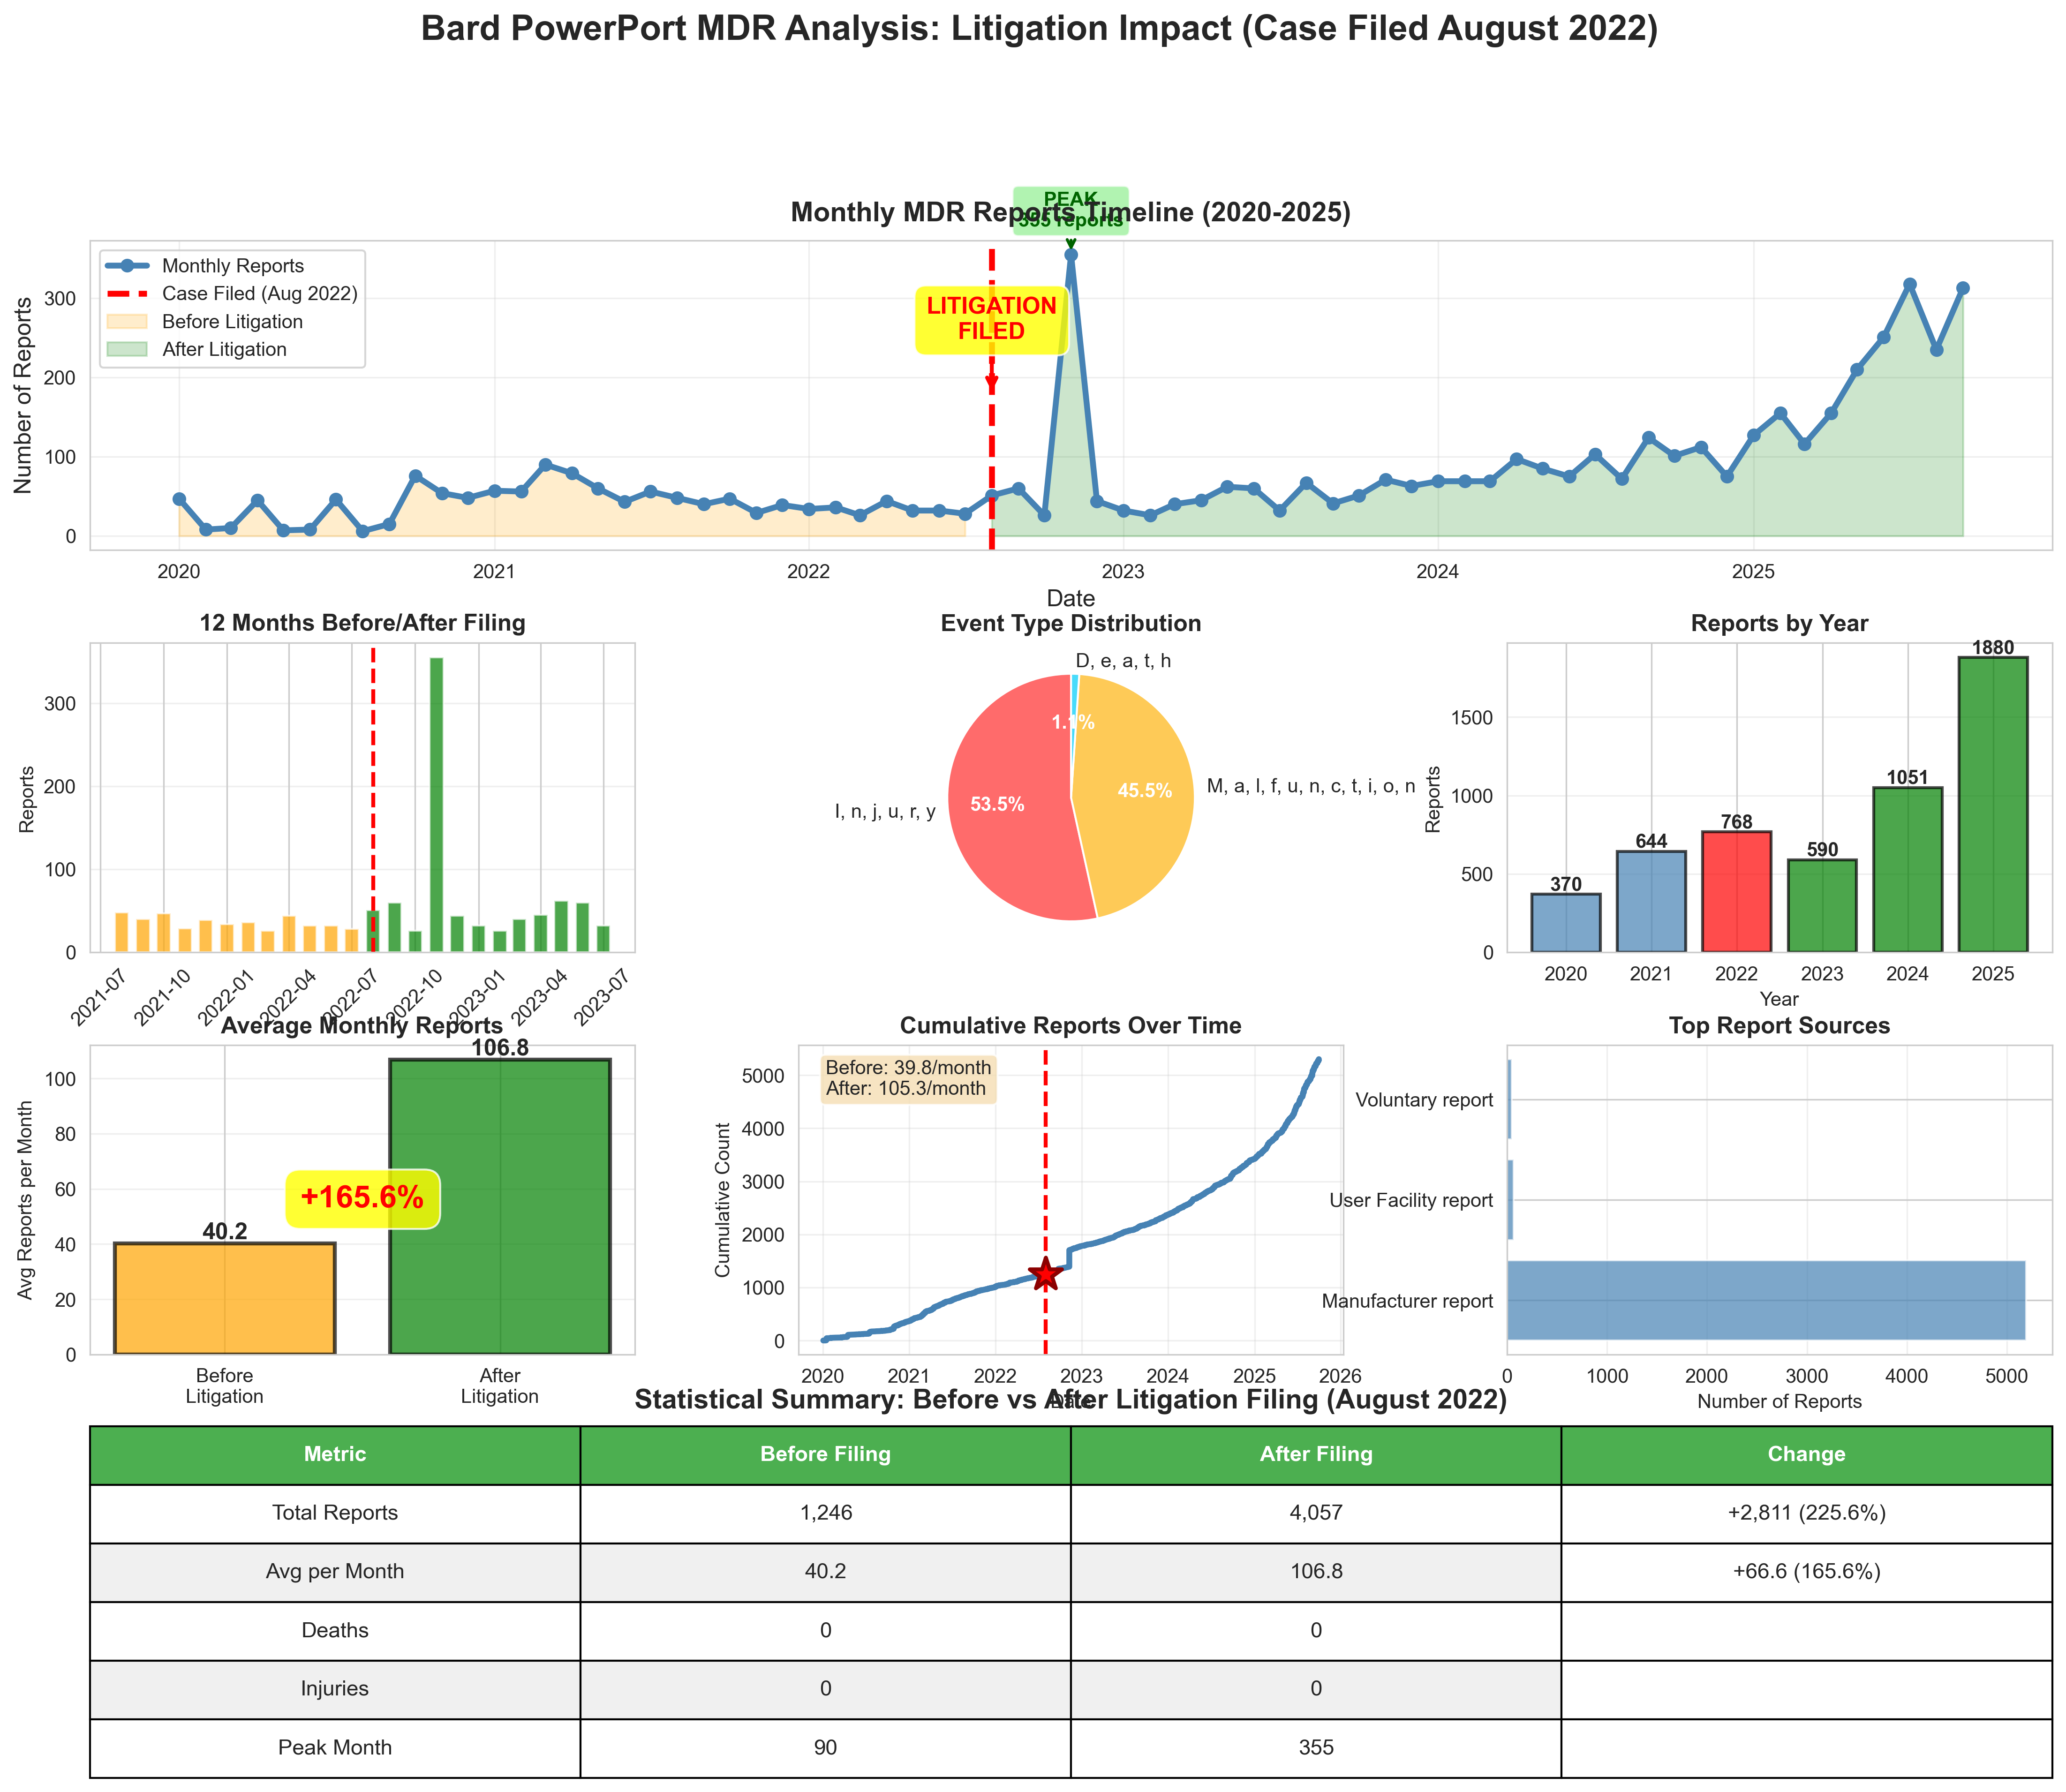 Bard PowerPort MDR Analysis: Litigation Impact (Case Filed August 2022)
PEAK
355 reports
Monthly MDR Reports Timeline (2020-2025)
Number of Reports
300
200
100
0
Monthly Reports
Case Filed (Aug 2022)
Before Litigation
After Litigation
LITIGATION
FILED
2020
2021
2022
2023
2024
2025
Date
12 Months Before/After Filing
Reports
300
200
100
0
2021-07
2021-10
2022-01
2022-04
2022-07
2022-10
2023-01
2023-04
2023-07
Event Type Distribution
D, e, a, t, h
1.1%
M, a, l, f, u, n, c, t, i, o, n
45.5%
I, n, j, u, r, y
53.5%
Reports by Year
Reports
1500
1000
500
0
370
644
768
590
1051
1880
2020
2021
2022
2023
2024
2025
Year
Average Monthly Reports
Avg Reports per Month
100
80
60
40
20
0
40.2
106.8
+165.6%
Before
Litigation
After
Litigation
Cumulative Reports Over Time
Cumulative Count
5000
4000
3000
2000
1000
0
Before: 39.8/month
After: 105.3/month
2020
2021
2022
2023
2024
2025
2026
Date
Top Report Sources
Voluntary report
User Facility report
Manufacturer report
0
1000
2000
3000
4000
5000
Number of Reports
Statistical Summary: Before vs After Litigation Filing (August 2022)
Metric
Before Filing
After Filing
Change
Total Reports
1,246
4,057
+2,811 (225.6%)
Avg per Month
40.2
106.8
+66.6 (165.6%)
Deaths
0
0
Injuries
0
0
Peak Month
90
355